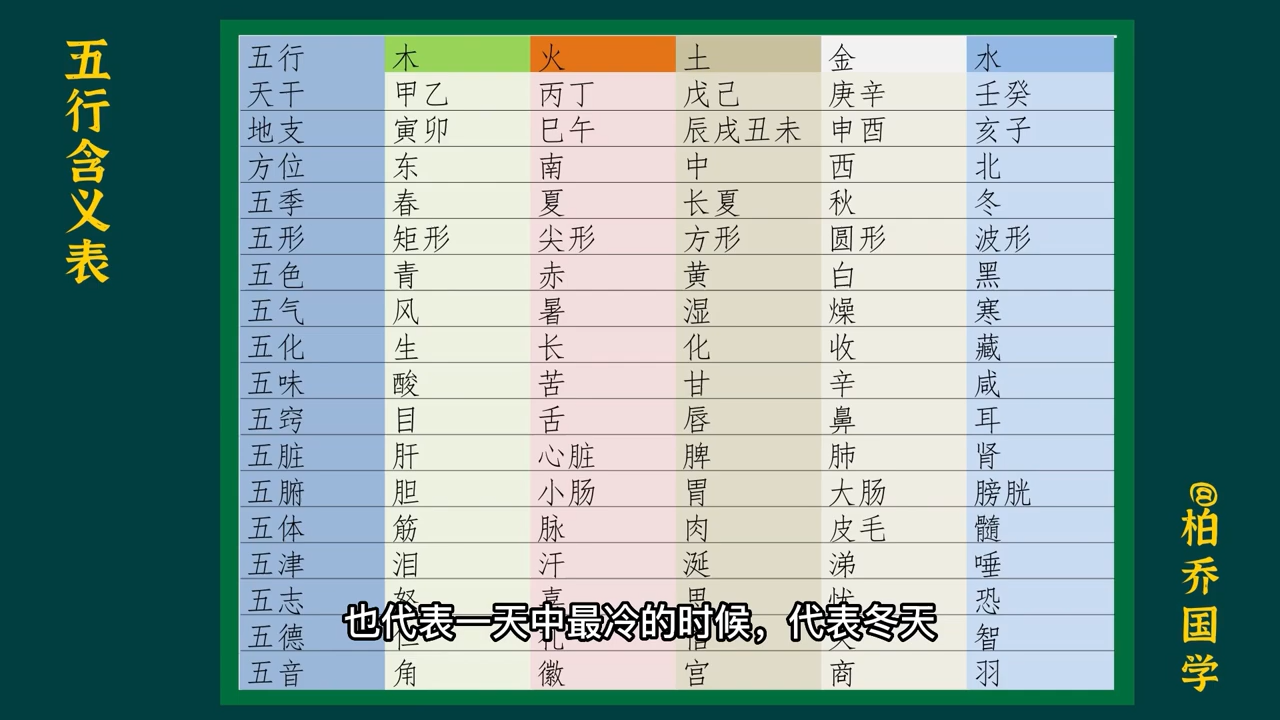 五行含义表
五行 木 火 土 金 水
天干 甲乙 丙丁 戊己 庚辛 壬癸
地支 寅卯 巳午 辰戌丑未 申酉 亥子
方位 东 南 中 西 北
五季 春 夏 长夏 秋 冬
五形 矩形 尖形 方形 圆形 波形
五色 青 赤 黄 白 黑
五气 风 暑 湿 燥 寒
五化 生 长 化 收 藏
五味 酸 苦 甘 辛 咸
五窍 目 舌 唇 鼻 耳
五脏 肝 心脏 脾 肺 肾
五腑 胆 小肠 胃 大肠 膀胱
五体 筋 脉 肉 皮毛 髓
五津 泪 汗 涎 涕 唾
五志 恐
五德 智
五音 角 徽 宫 商 羽
也代表一天中最冷的时候，代表冬天
@柏乔国学